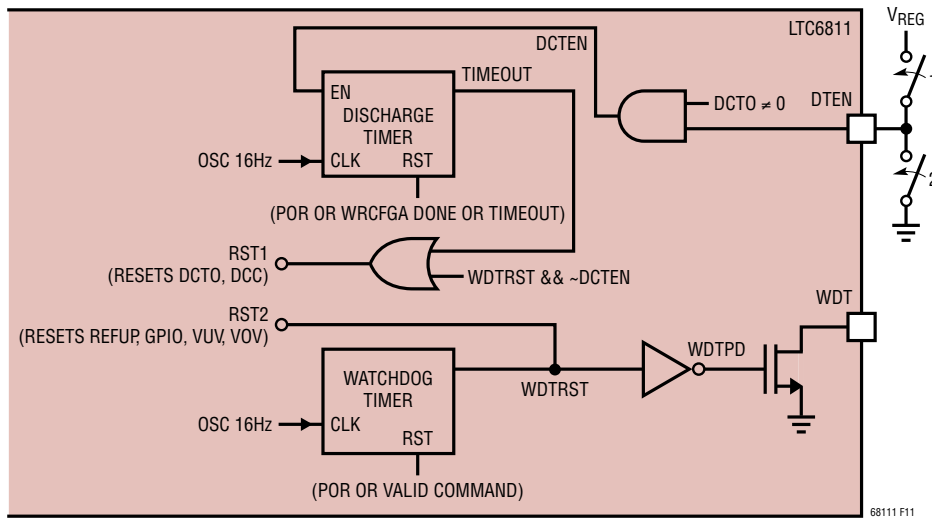 LTC6811
VREG
DCTEN
1
TIMEOUT
EN
DCTO ≠ 0
DTEN
DISCHARGE
TIMER
OSC 16Hz
CLK
RST
2
(POR OR WRCFGA DONE OR TIMEOUT)
RST1
(RESETS DCTO, DCC)
WDTRST && ~DCTEN
WDT
RST2
(RESETS REFUP, GPIO, VUV, VOV)
WDTPD
WATCHDOG
TIMER
WDTRST
OSC 16Hz
CLK
RST
(POR OR VALID COMMAND)
68111 F11